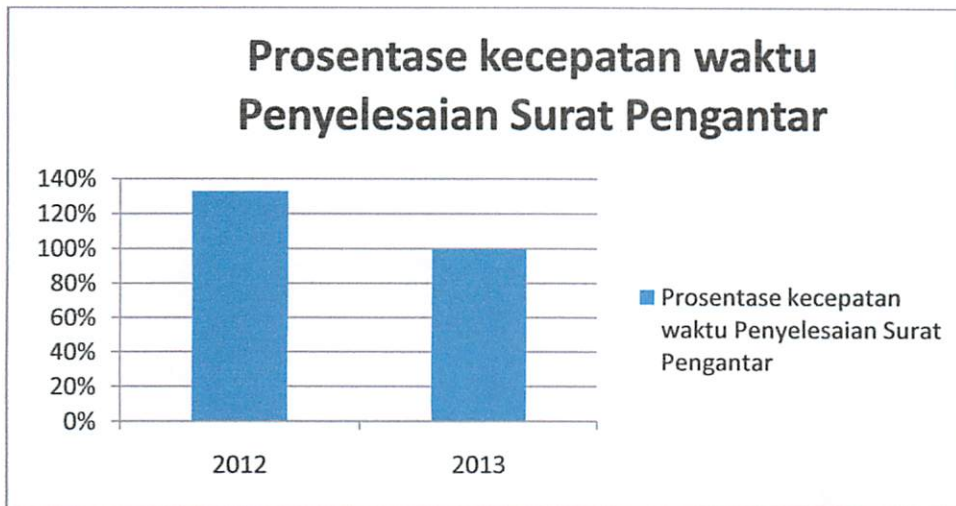 Prosentase kecepatan waktu
Penyelesaian Surat Pengantar
140%
120%
100%
80%
60%
40%
20%
0%
2012
2013
Prosentase kecepatan
waktu Penyelesaian Surat
Pengantar